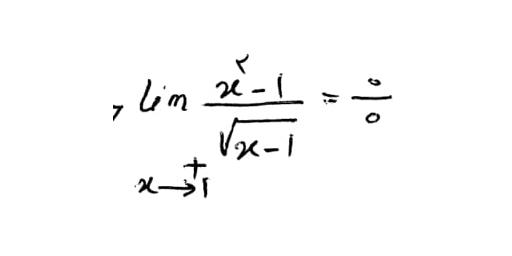 , lim x²-1 / √x-1 = 0/0
x→1⁺